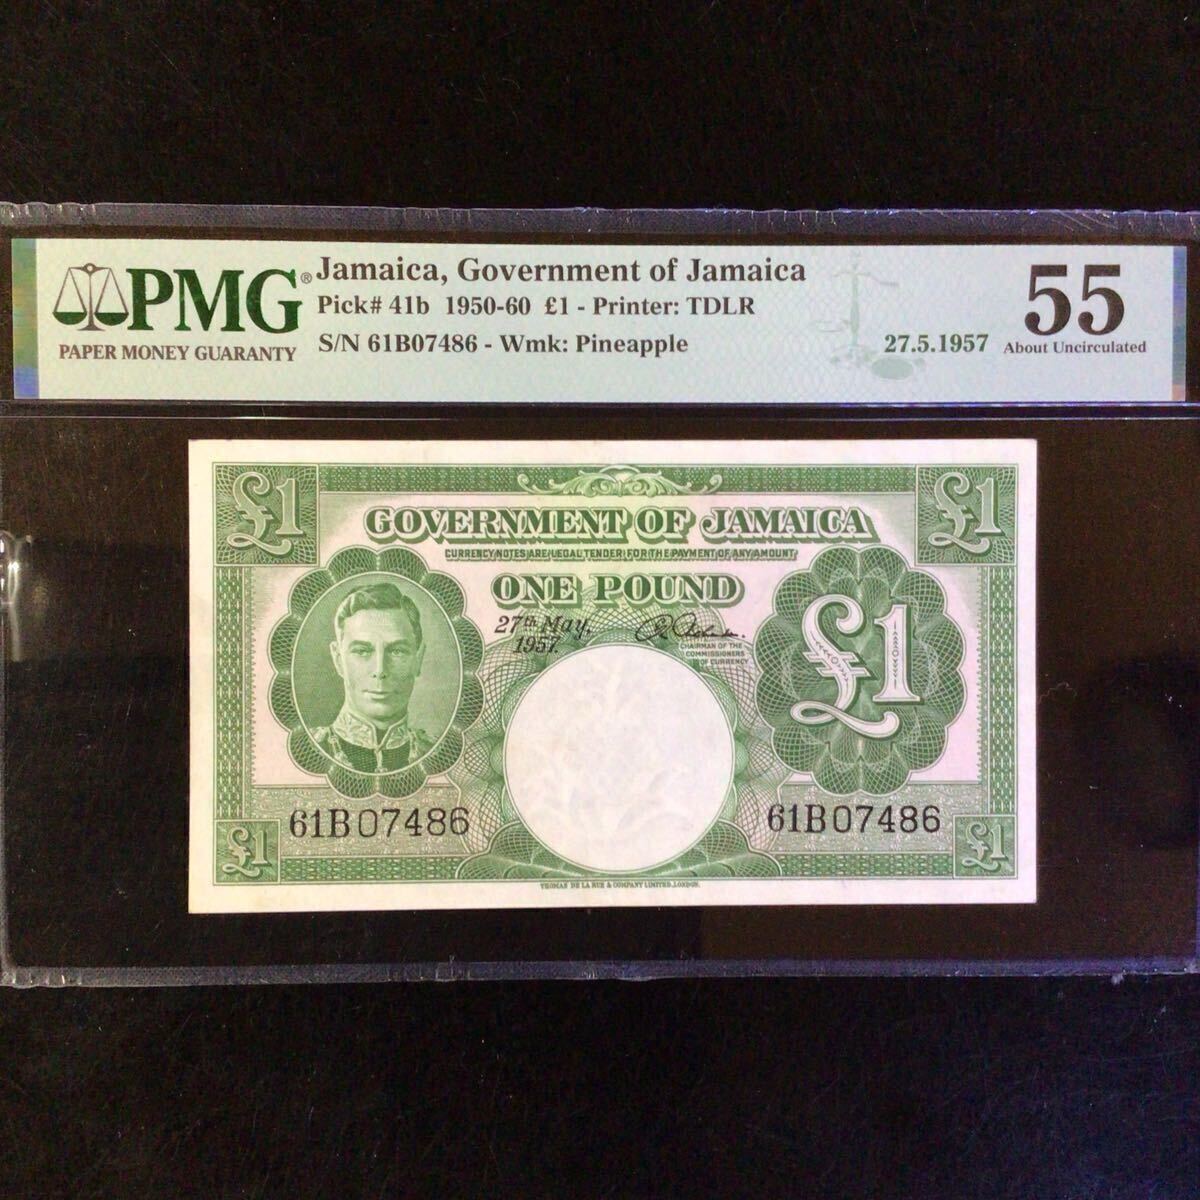 PMG®
PAPER MONEY GUARANTY
Jamaica, Government of Jamaica
Pick# 41b 1950-60 £1 - Printer: TDLR
S/N 61B07486 - Wmk: Pineapple
27.5.1957
55
About Uncirculated
£1
£1
GOVERNMENT OF JAMAICA
CURRENCY NOTES ARE LEGAL TENDER FOR THE PAYMENT OF ANY AMOUNT
ONE POUND
27th May,
1957.
CHAIRMAN OF THE
COMMISSIONERS
OF CURRENCY
£1
61B07486
61B07486
£1
£1
THOMAS DE LA RUE & COMPANY LIMITED, LONDON.